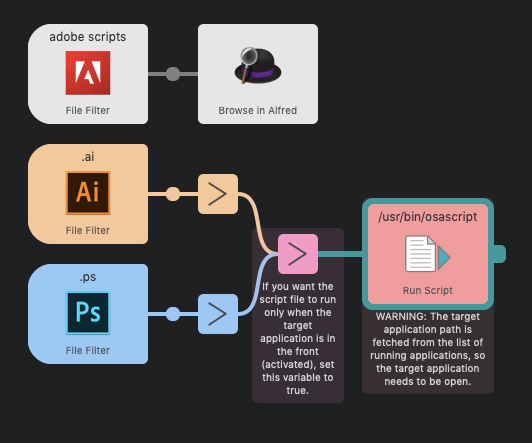 adobe scripts
File Filter
Browse in Alfred
.ai
Ai
File Filter
/usr/bin/osascript
Run Script
.ps
Ps
File Filter
If you want the
script file to run
only when the
target
application is in
the front
(activated), set
this variable to
true.
WARNING: The target
application path is
fetched from the list of
running applications, so
the target application
needs to be open.